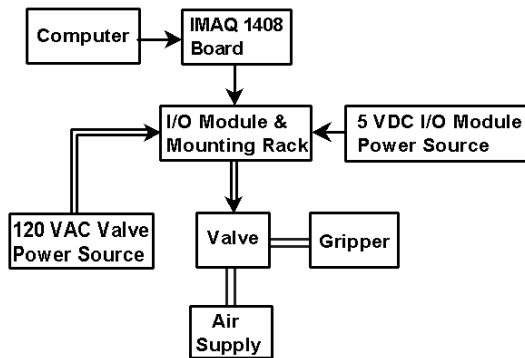 Computer
IMAQ 1408
Board
I/O Module &
Mounting Rack
5 VDC I/O Module
Power Source
120 VAC Valve
Power Source
Valve
Gripper
Air
Supply